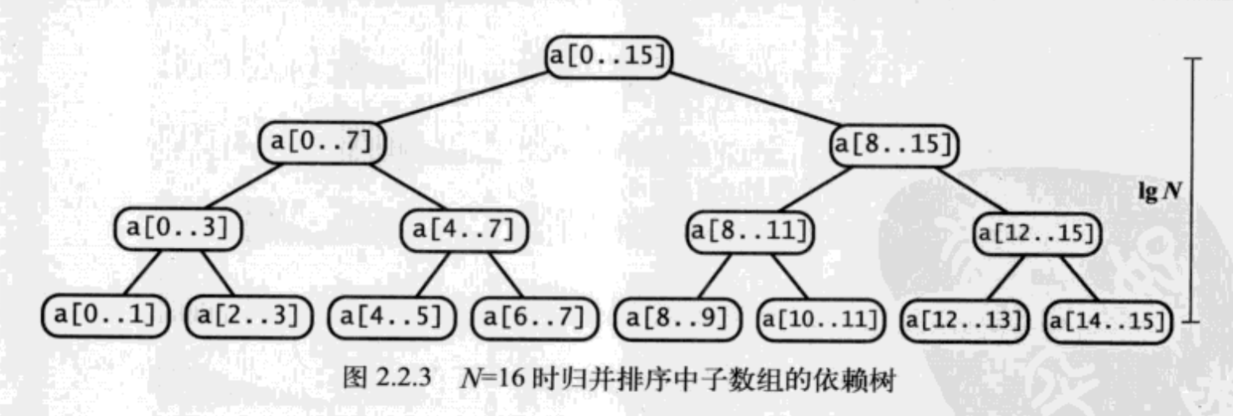 a[0..15]
a[0..7] a[8..15]
lg N
a[0..3] a[4..7] a[8..11] a[12..15]
a[0..1] a[2..3] a[4..5] a[6..7] a[8..9] a[10..11] a[12..13] a[14..15]
图 2.2.3 N=16 时归并排序中子数组的依赖树